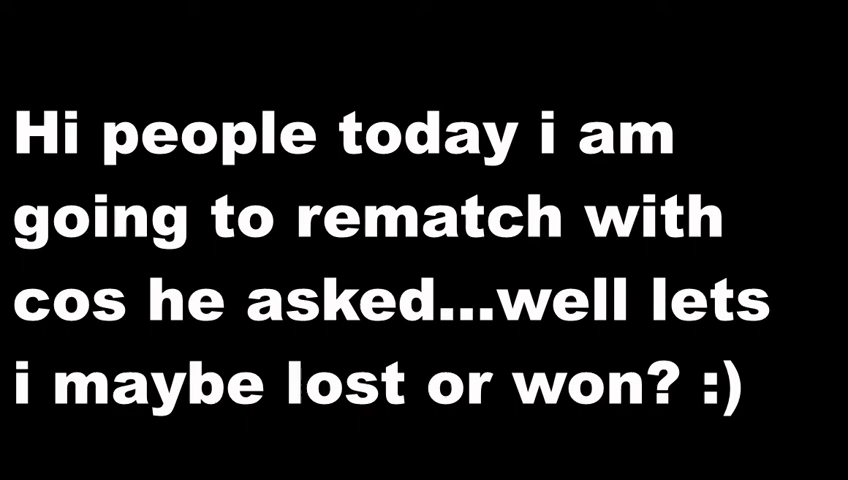 Hi people today i am
going to rematch with
cos he asked...well lets
i maybe lost or won? :)